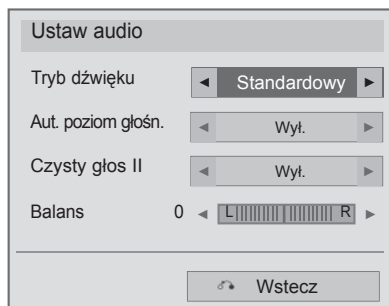 Ustaw audio
Tryb dźwięku Standardowy
Aut. poziom głośn. Wył.
Czysty głos II Wył.
Balans 0 L R
Wstecz